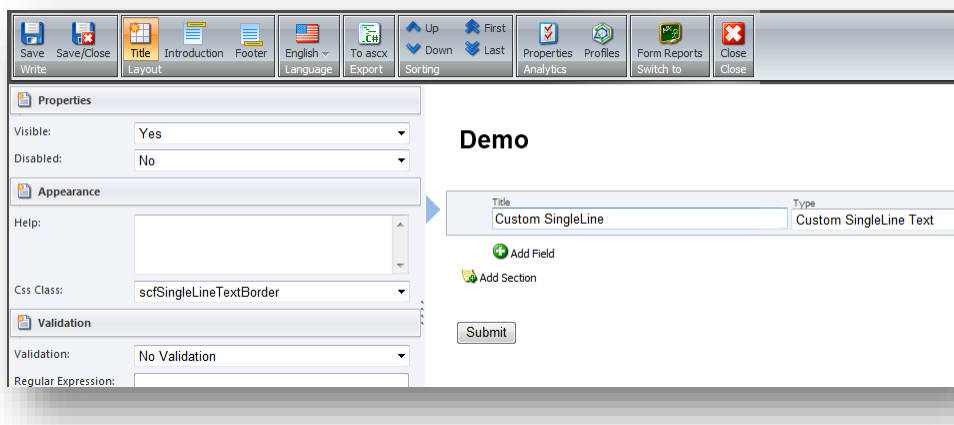 Save Save/Close Title Introduction Footer English To ascx Up Down First Last Properties Profiles Form Reports Close
Write Layout Language Export Sorting Analytics Switch to Close
Properties
Visible: Yes
Disabled: No
Appearance
Help:
Css Class: scfSingleLineTextBorder
Validation
Validation: No Validation
Regular Expression:
Demo
Title Type
Custom SingleLine Custom SingleLine Text
Add Field
Add Section
Submit